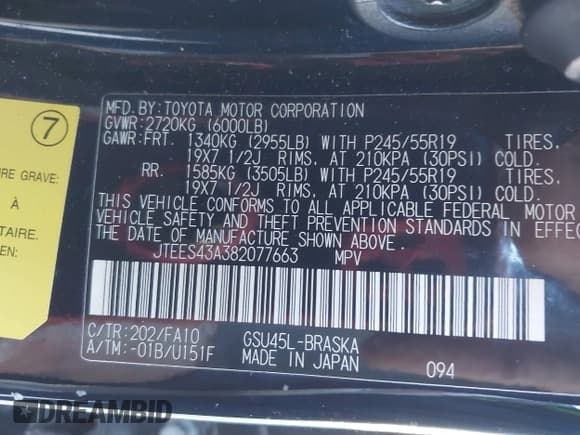 MFD. BY: TOYOTA MOTOR CORPORATION
GVWR: 2720KG (6000LB)
GAWR: FRT. 1340KG (2955LB) WITH P245/55R19 TIRES.
19X7 1/2J RIMS, AT 210KPA (30PSI) COLD.
RR. 1585KG (3505LB) WITH P245/55R19 TIRES.
19X7 1/2J RIMS, AT 210KPA (30PSI) COLD.
THIS VEHICLE CONFORMS TO ALL APPLICABLE FEDERAL MOTOR
VEHICLE SAFETY AND THEFT PREVENTION STANDARDS IN EFFEC
THE DATE OF MANUFACTURE SHOWN ABOVE.
JTEES43A382077663 MPV
C/TR: 202/FA10 GSU45L-BRASKA
A/TM: -01B/U151F MADE IN JAPAN 094
7
URE GRAVE:
À
TAIRE.
DREAMBID